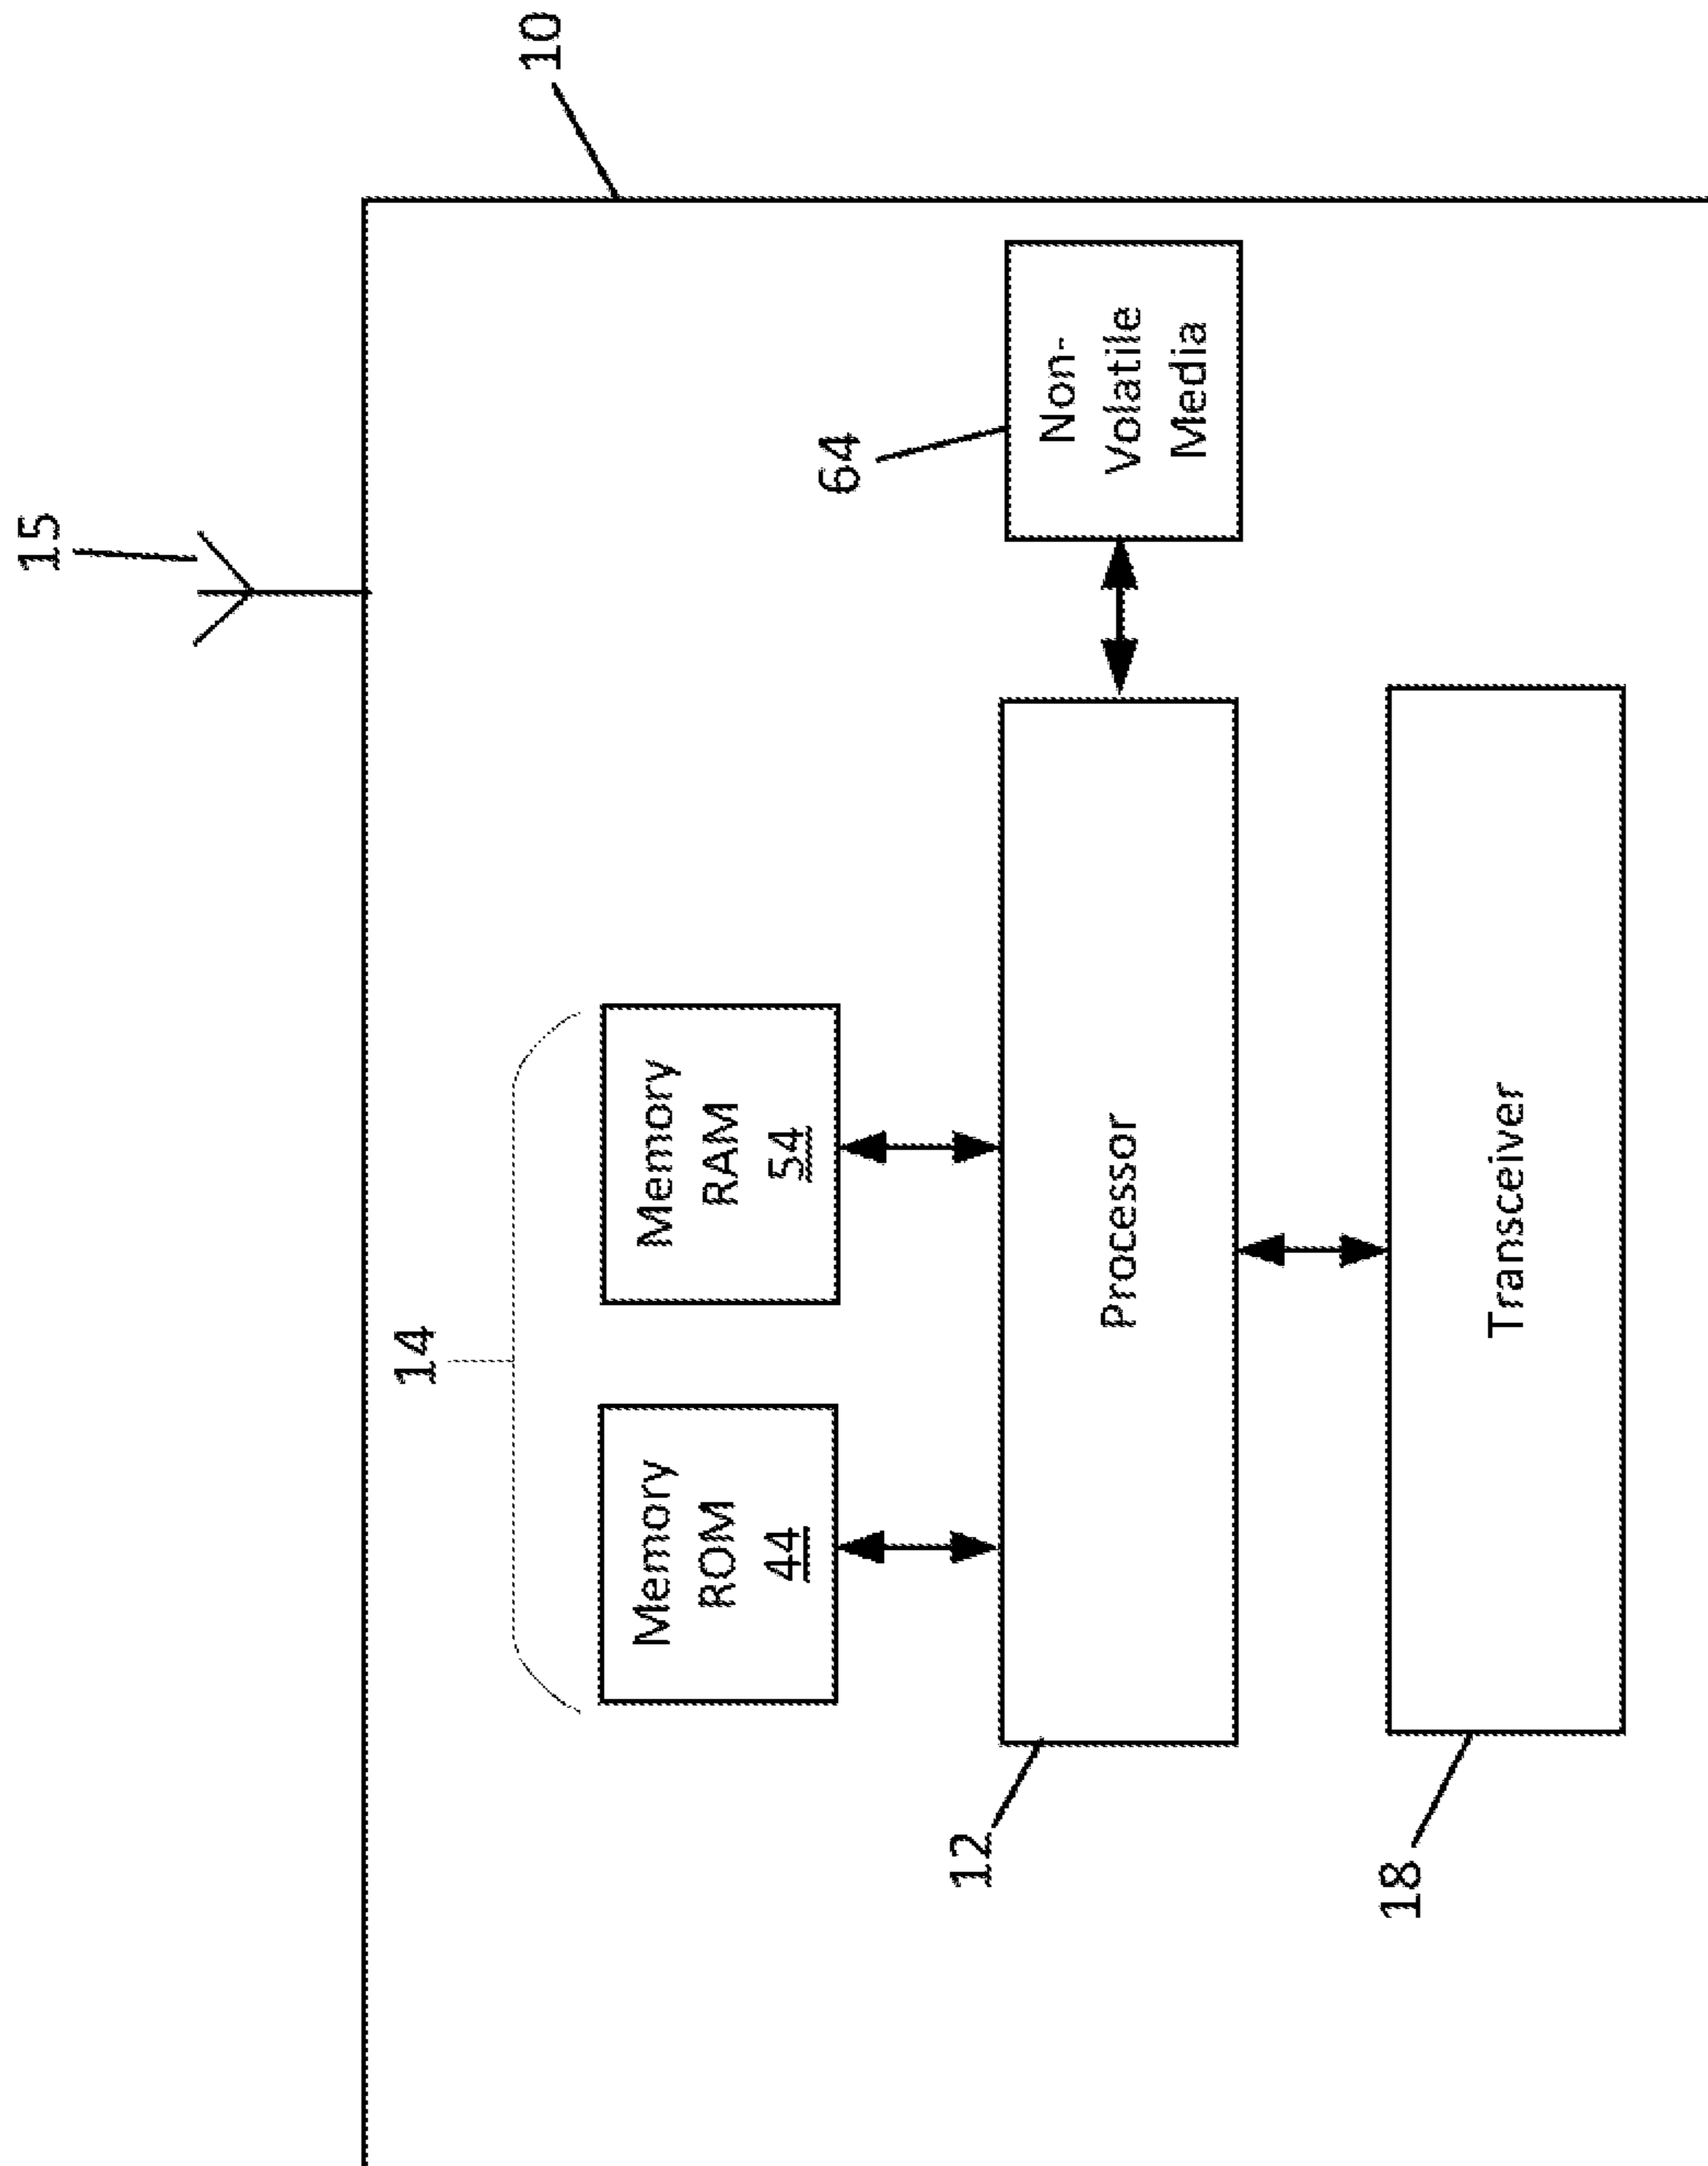 15
14
10
Memory
ROM
44
Memory
RAM
54
64
12
Processor
Non-
Volatile
Media
18
Transceiver